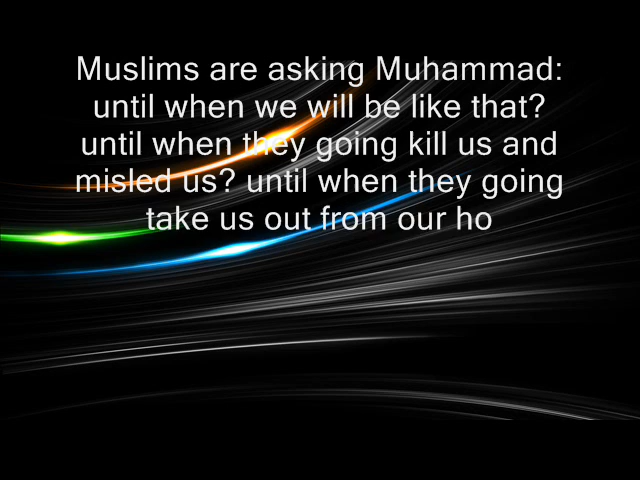 Muslims are asking Muhammad:
until when we will be like that?
until when they going kill us and
misled us? until when they going
take us out from our ho